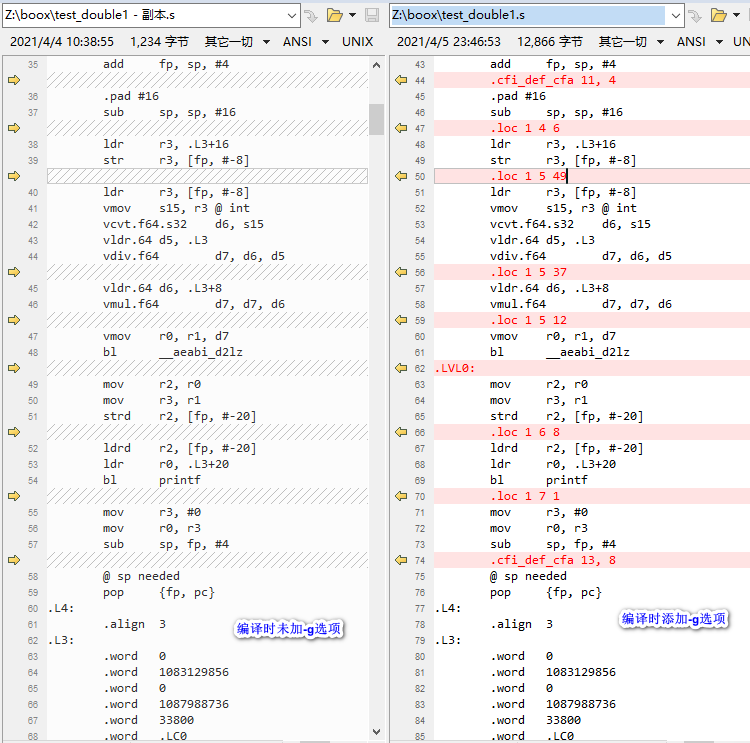 Z:\boox\test_double1 - 副本.s
2021/4/4 10:38:55 1,234 字节 其它一切 ANSI UNIX
35 add fp, sp, #4
36 .pad #16
37 sub sp, sp, #16
38 ldr r3, .L3+16
39 str r3, [fp, #-8]
40 ldr r3, [fp, #-8]
41 vmov s15, r3 @ int
42 vcvt.f64.s32 d6, s15
43 vldr.64 d5, .L3
44 vdiv.f64 d7, d6, d5
45 vldr.64 d6, .L3+8
46 vmul.f64 d7, d7, d6
47 vmov r0, r1, d7
48 bl __aeabi_d2lz
49 mov r2, r0
50 mov r3, r1
51 strd r2, [fp, #-20]
52 ldrd r2, [fp, #-20]
53 ldr r0, .L3+20
54 bl printf
55 mov r3, #0
56 mov r0, r3
57 sub sp, fp, #4
58 @ sp needed
59 pop {fp, pc}
60 .L4:
61 .align 3
编译时未加-g选项
62 .L3:
63 .word 0
64 .word 1083129856
65 .word 0
66 .word 1087988736
67 .word 33800
68 .word .LC0
Z:\boox\test_double1.s
2021/4/5 23:46:53 12,866 字节 其它一切 ANSI UN
43 add fp, sp, #4
44 .cfi_def_cfa 11, 4
45 .pad #16
46 sub sp, sp, #16
47 .loc 1 4 6
48 ldr r3, .L3+16
49 str r3, [fp, #-8]
50 .loc 1 5 49
51 ldr r3, [fp, #-8]
52 vmov s15, r3 @ int
53 vcvt.f64.s32 d6, s15
54 vldr.64 d5, .L3
55 vdiv.f64 d7, d6, d5
56 .loc 1 5 37
57 vldr.64 d6, .L3+8
58 vmul.f64 d7, d7, d6
59 .loc 1 5 12
60 vmov r0, r1, d7
61 bl __aeabi_d2lz
62 .LVL0:
63 mov r2, r0
64 mov r3, r1
65 strd r2, [fp, #-20]
66 .loc 1 6 8
67 ldrd r2, [fp, #-20]
68 ldr r0, .L3+20
69 bl printf
70 .loc 1 7 1
71 mov r3, #0
72 mov r0, r3
73 sub sp, fp, #4
74 .cfi_def_cfa 13, 8
75 @ sp needed
76 pop {fp, pc}
77 .L4:
78 .align 3
编译时添加-g选项
79 .L3:
80 .word 0
81 .word 1083129856
82 .word 0
83 .word 1087988736
84 .word 33800
85 .word .LC0